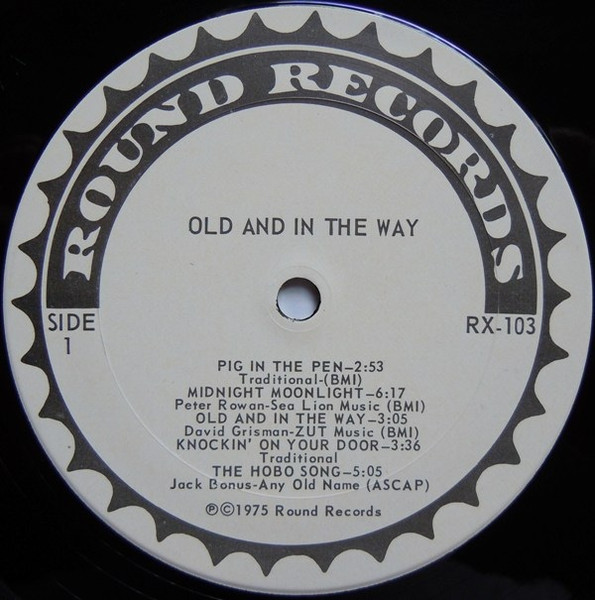 ROUND RECORDS
OLD AND IN THE WAY
SIDE
1
RX-103
PIG IN THE PEN–2:53
Traditional-(BMI)
MIDNIGHT MOONLIGHT–6:17
Peter Rowan-Sea Lion Music (BMI)
OLD AND IN THE WAY–3:05
David Grisman-ZUT Music (BMI)
KNOCKIN' ON YOUR DOOR–3:36
Traditional
THE HOBO SONG–5:05
Jack Bonus-Any Old Name (ASCAP)
℗©1975 Round Records